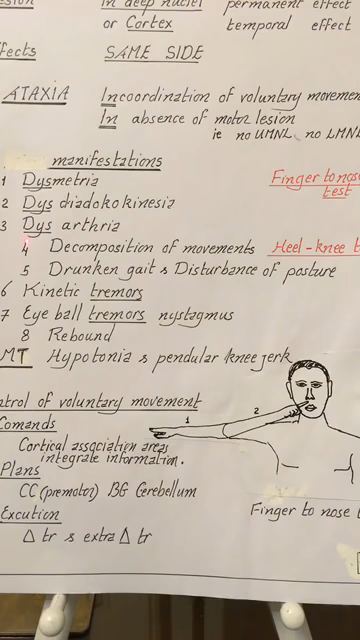 in deep nuclei permanent effect
or Cortex temporal effect
ffects SAME SIDE
ATAXIA Incoordination of voluntary movemen
In absence of motor lesion
ie no UMNL, no LMNL
manifestations
1 Dysmetria Finger to nose
test
2 Dys diadokokinesia
3 Dys arthria
4 Decomposition of movements Heel-knee t
5 Drunken gait & Disturbance of posture
6 Kinetic tremors
7 Eye ball tremors nystagmus
8 Rebound
MT Hypotonia & pendular knee jerk
ntrol of voluntary movement
Comands 1 2
Cortical association areas
integrate information.
Plans
CC (premotor) BG Cerebellum
Excution Finger to nose t
Δ tr & extra Δ tr